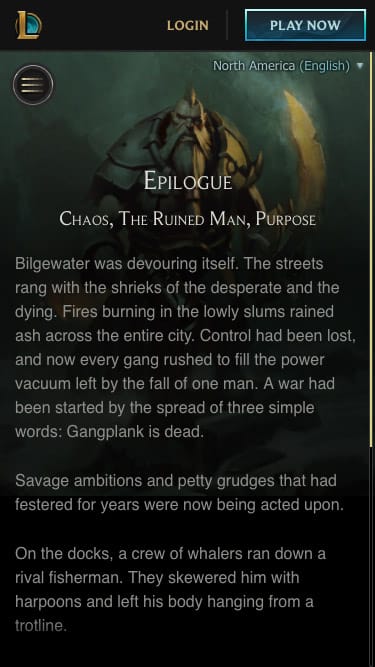 LOGIN
PLAY NOW
North America (English) ▼
Epilogue
Chaos, The Ruined Man, Purpose
Bilgewater was devouring itself. The streets
rang with the shrieks of the desperate and the
dying. Fires burning in the lowly slums rained
ash across the entire city. Control had been lost,
and now every gang rushed to fill the power
vacuum left by the fall of one man. A war had
been started by the spread of three simple
words: Gangplank is dead.
Savage ambitions and petty grudges that had
festered for years were now being acted upon.
On the docks, a crew of whalers ran down a
rival fisherman. They skewered him with
harpoons and left his body hanging from a
trotline.